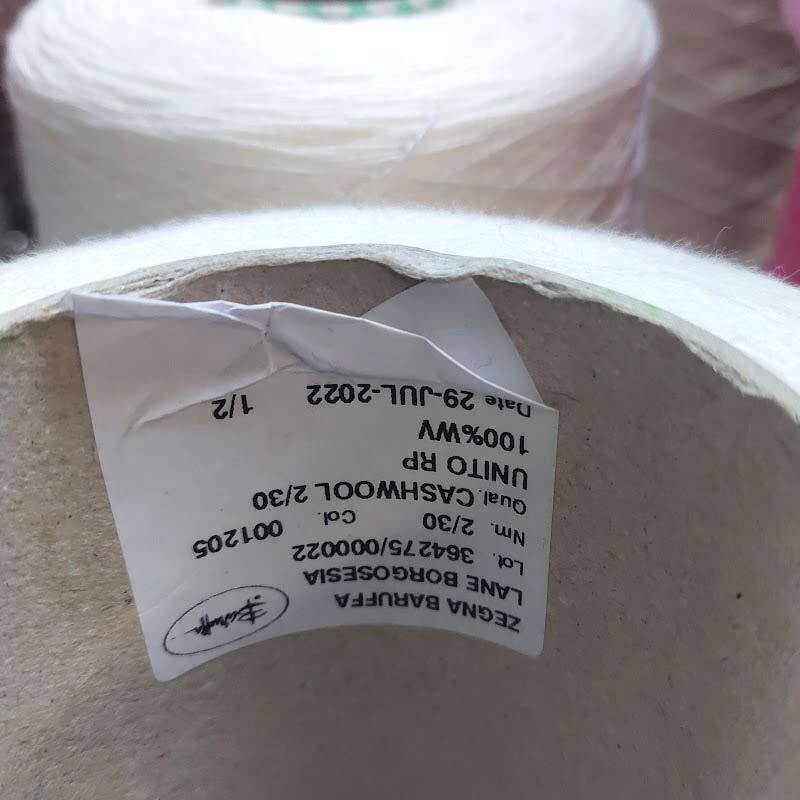 Baruffa
ZEGNA BARUFFA
LANE BORGOSESIA
Lot. 364275/000022
Nm. 2/30 Col. 001205
Qual. CASHWOOL 2/30
UNITO RP
100%WV
Date 29-JUL-2022 1/2